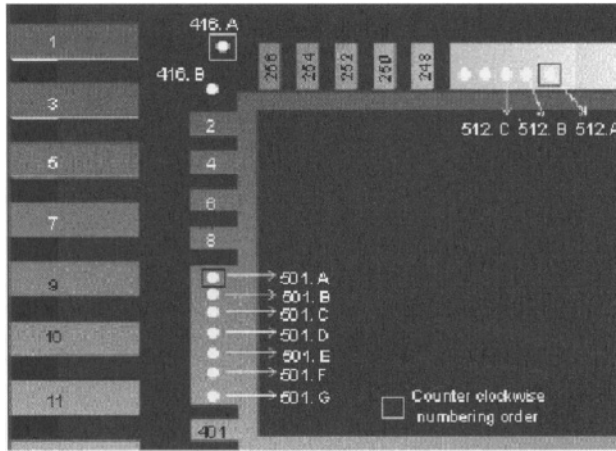 416. A
1
256 254 252 250 248
416. B
3
2
512. C 512. B 512. A
5
4
6
7
8
9
501. A
501. B
501. C
10
501. D
501. E
501. F
11
501. G
Counter clockwise
numbering order
401